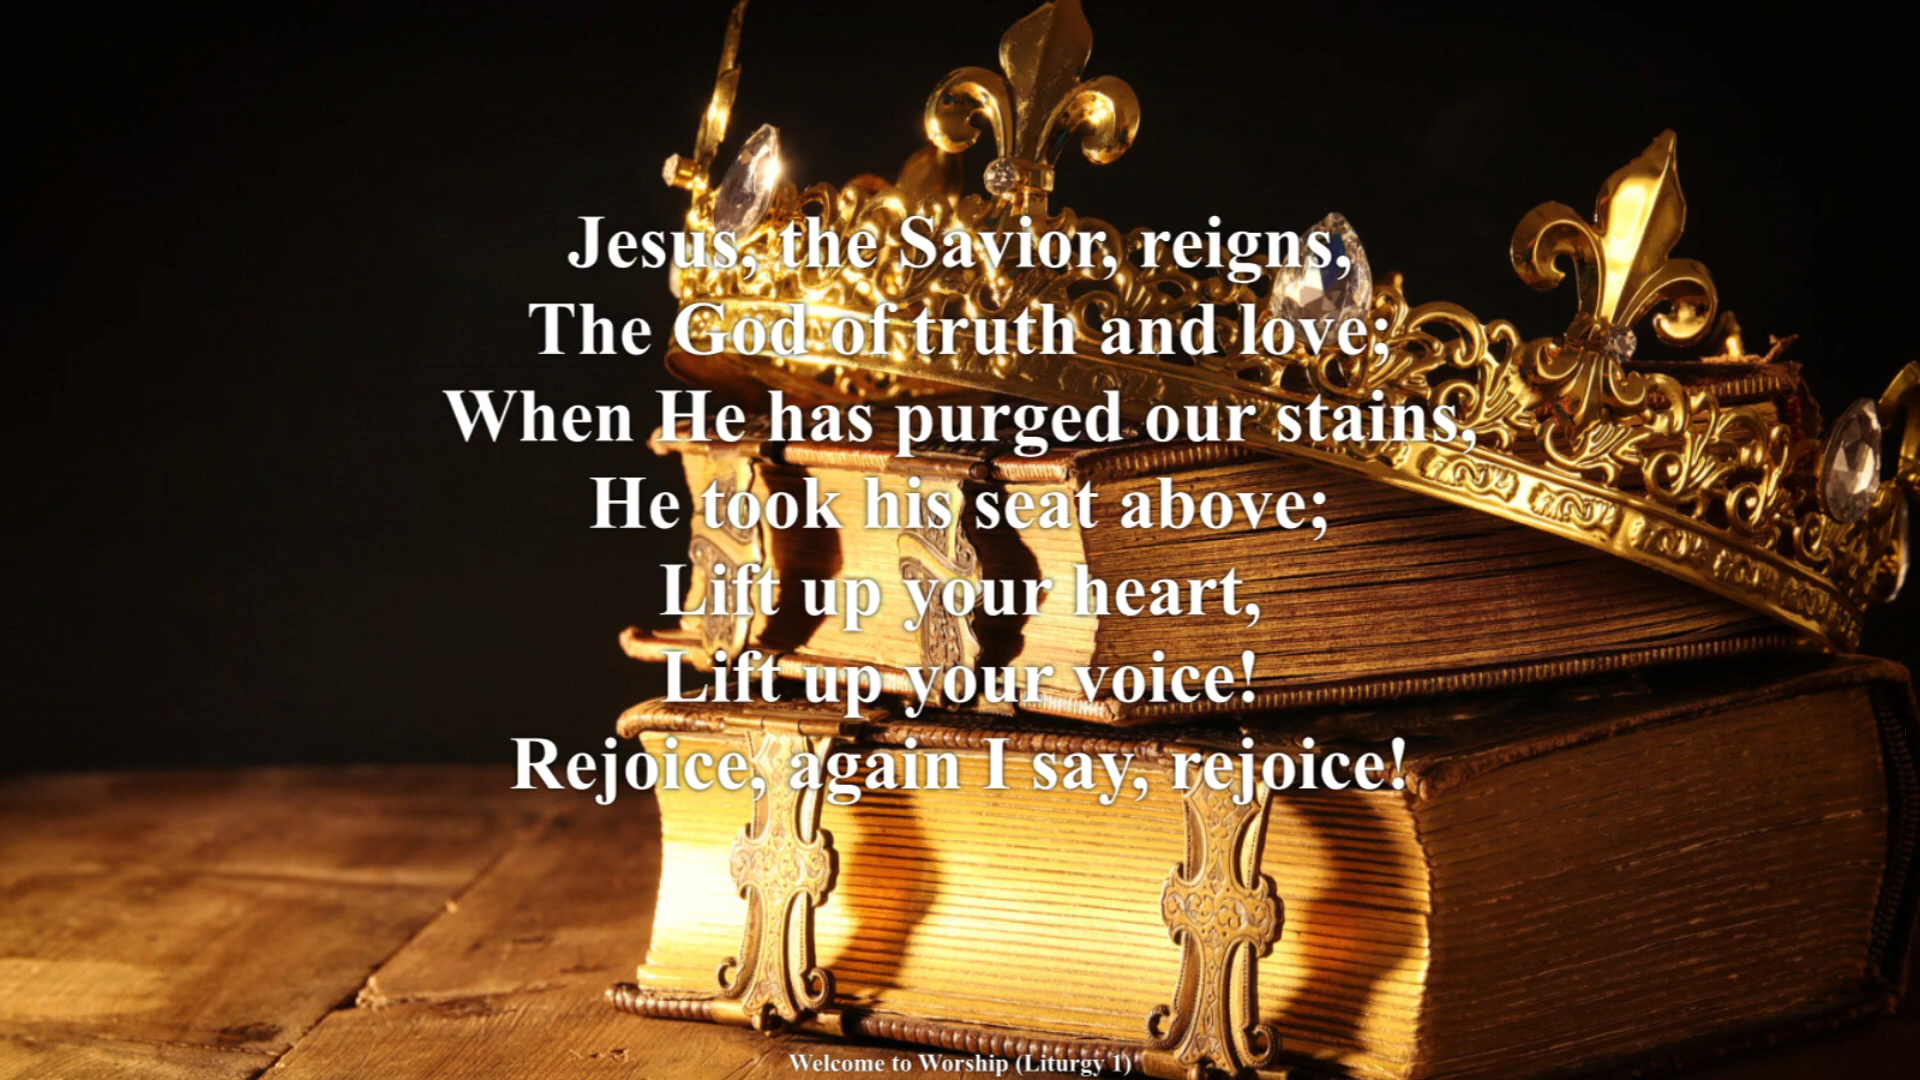 Jesus, the Savior, reigns,
The God of truth and love;
When He has purged our stains,
He took his seat above;
Lift up your heart,
Lift up your voice!
Rejoice, again I say, rejoice!
Welcome to Worship (Liturgy 1)